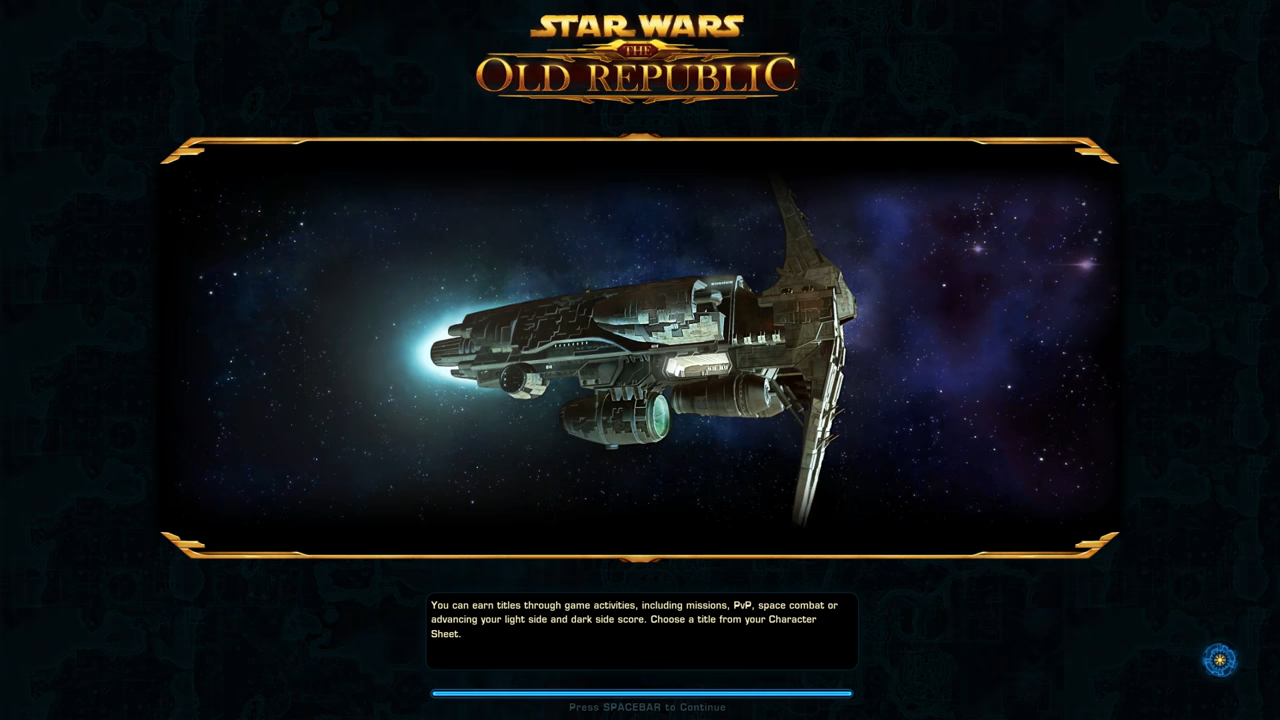 STAR WARS
THE
OLD REPUBLIC
You can earn titles through game activities, including missions, PvP, space combat or
advancing your light side and dark side score. Choose a title from your Character
Sheet.
Press SPACEBAR to Continue